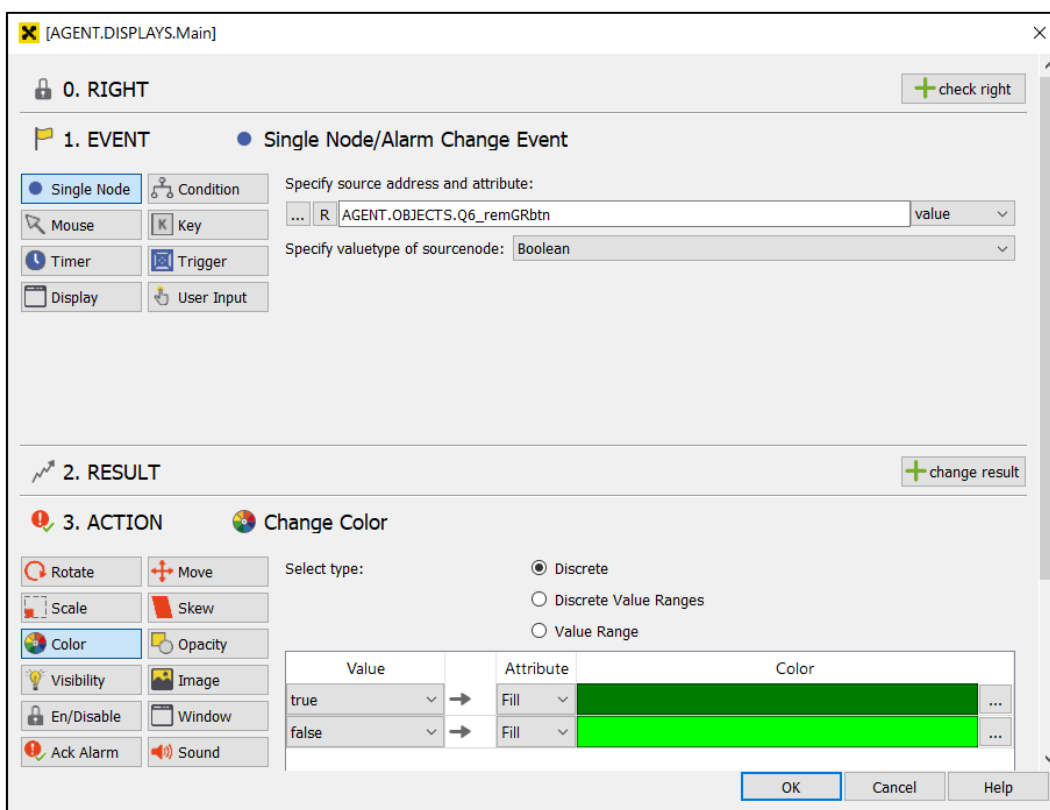 [AGENT.DISPLAYS.Main]
0. RIGHT
check right
1. EVENT
Single Node/Alarm Change Event
Single Node
Condition
Specify source address and attribute:
... R AGENT.OBJECTS.Q6_remGRbtn value
Mouse
K Key
Specify valuetype of sourcenode: Boolean
Timer
Trigger
Display
User Input
2. RESULT
change result
3. ACTION
Change Color
Rotate
Move
Select type:
Discrete
Scale
Skew
Discrete Value Ranges
Color
Opacity
Value Range
Visibility
Image
Value Attribute Color
true Fill ...
En/Disable
Window
false Fill ...
Ack Alarm
Sound
OK Cancel Help